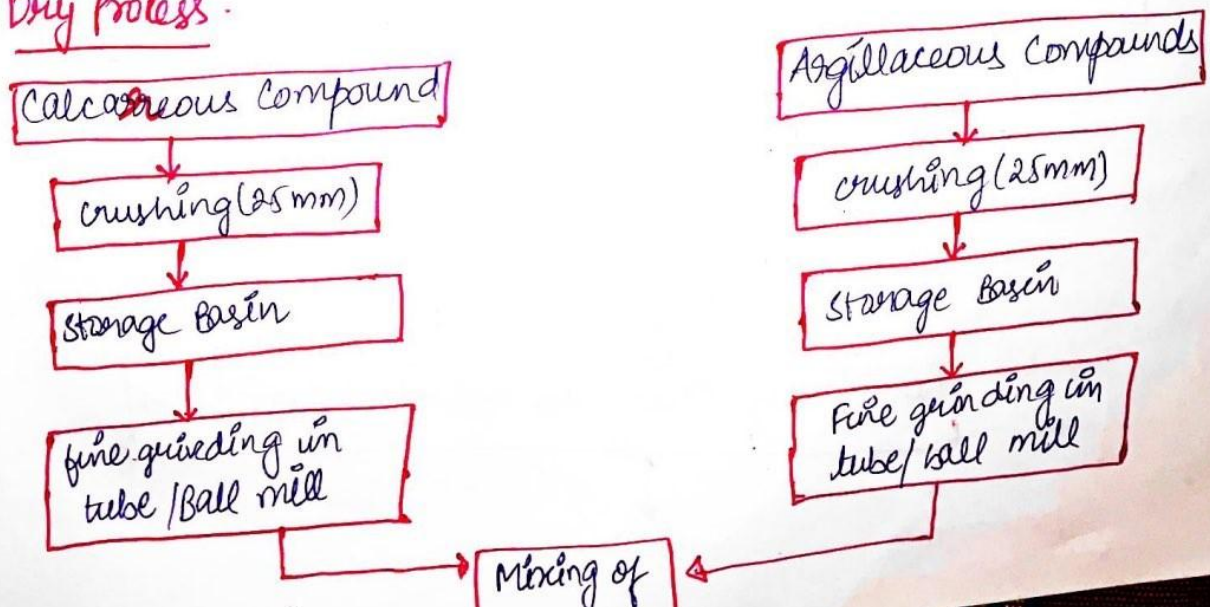 Dry Process.
Calcareous Compound
crushing (25mm)
Storage Basin
fine grineding in
tube / Ball mill
Argillaceous Compounds
crushing (25mm)
Storage Basin
Fine grinding in
tube / ball mill
Mixing of